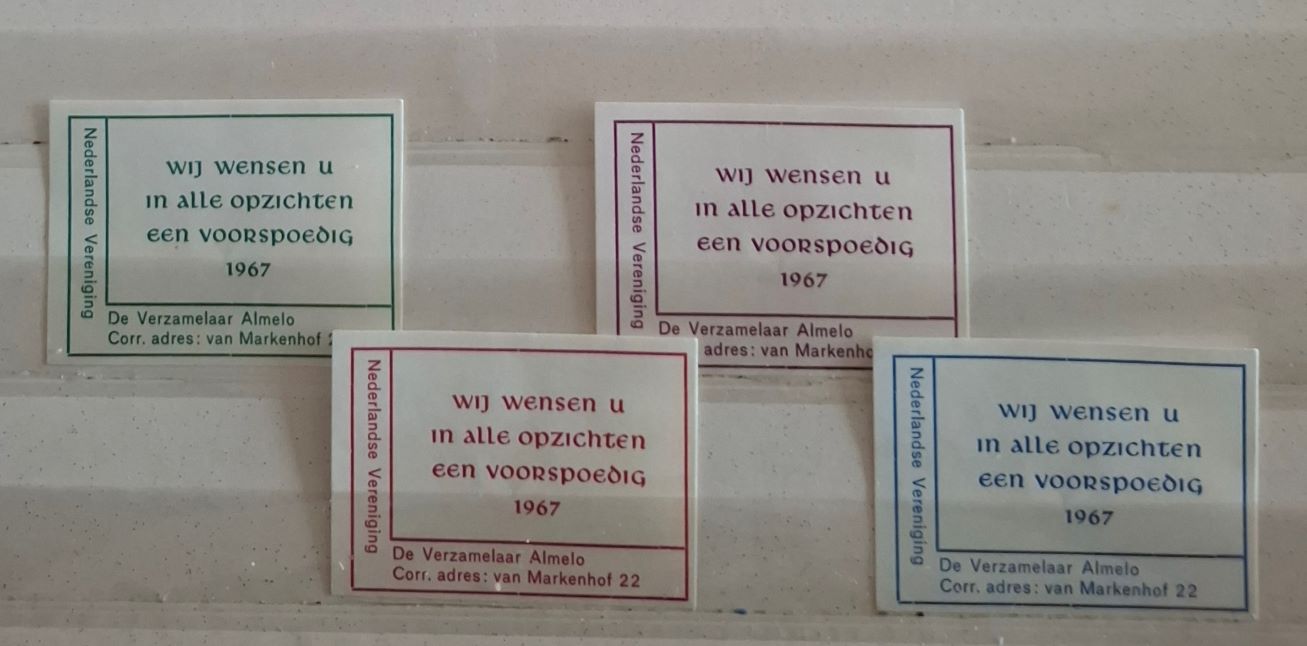 Nederlandse Vereniging
wij wensen u
in alle opzichten
een voorspoedig
1967
De Verzamelaar Almelo
Corr. adres: van Markenhof
Nederlandse Vereniging
wij wensen u
in alle opzichten
een voorspoedig
1967
De Verzamelaar Almelo
adres: van
Nederlandse Vereniging
wij wensen u
in alle opzichten
een voorspoedig
1967
De Verzamelaar Almelo
Corr. adres: van Markenhof 22
Nederlandse Vereniging
wij wensen u
in alle opzichten
een voorspoedig
1967
De Verzamelaar Almelo
Corr. adres: van Markenhof 22